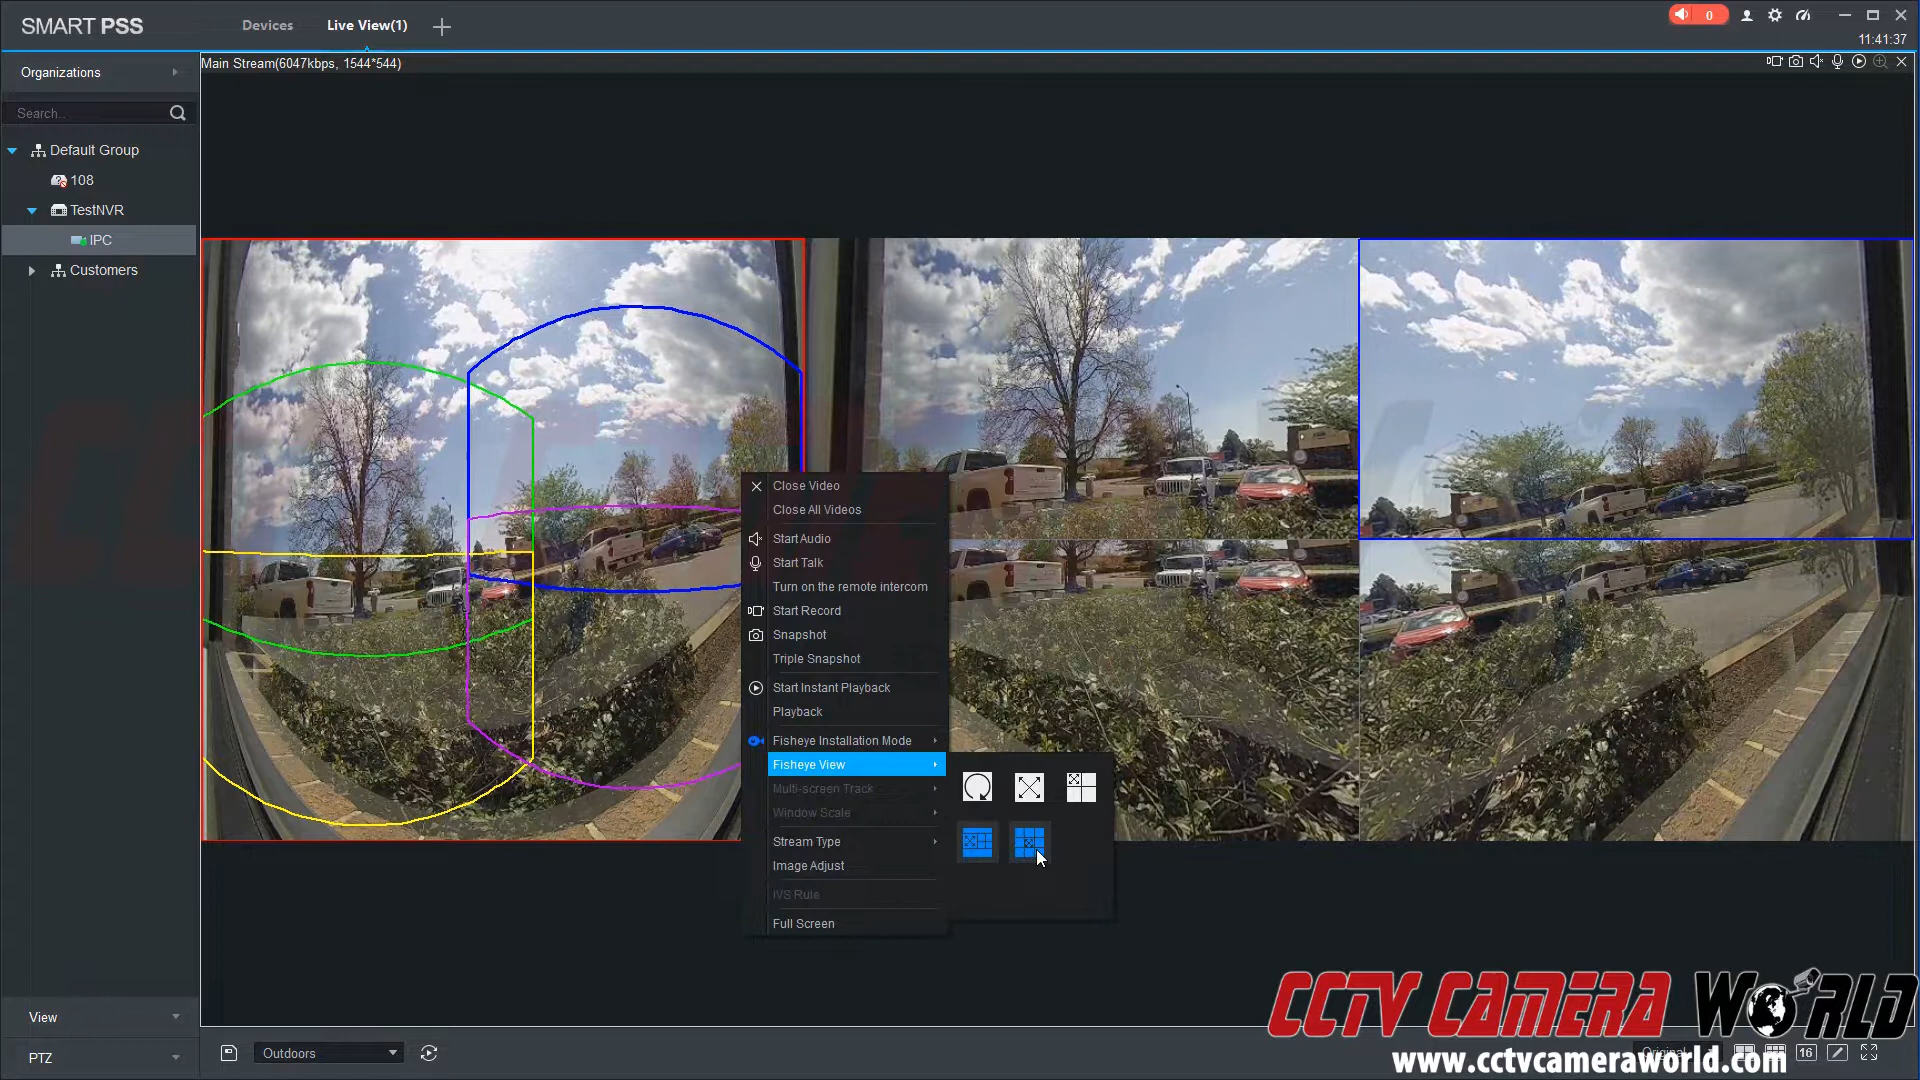 SMART PSS
Devices
Live View(1)
0
11:41:37
Organizations
Main Stream(6047kbps, 1544*544)
Search..
Default Group
108
TestNVR
IPC
Customers
Close Video
Close All Videos
Start Audio
Start Talk
Turn on the remote intercom
Start Record
Snapshot
Triple Snapshot
Start Instant Playback
Playback
Fisheye Installation Mode
Fisheye View
Multi-screen Track
Window Scale
Stream Type
Image Adjust
IVS Rule
Full Screen
CCTV CAMERA WORLD
View
PTZ
Outdoors
Original
16
www.cctvcameraworld.com